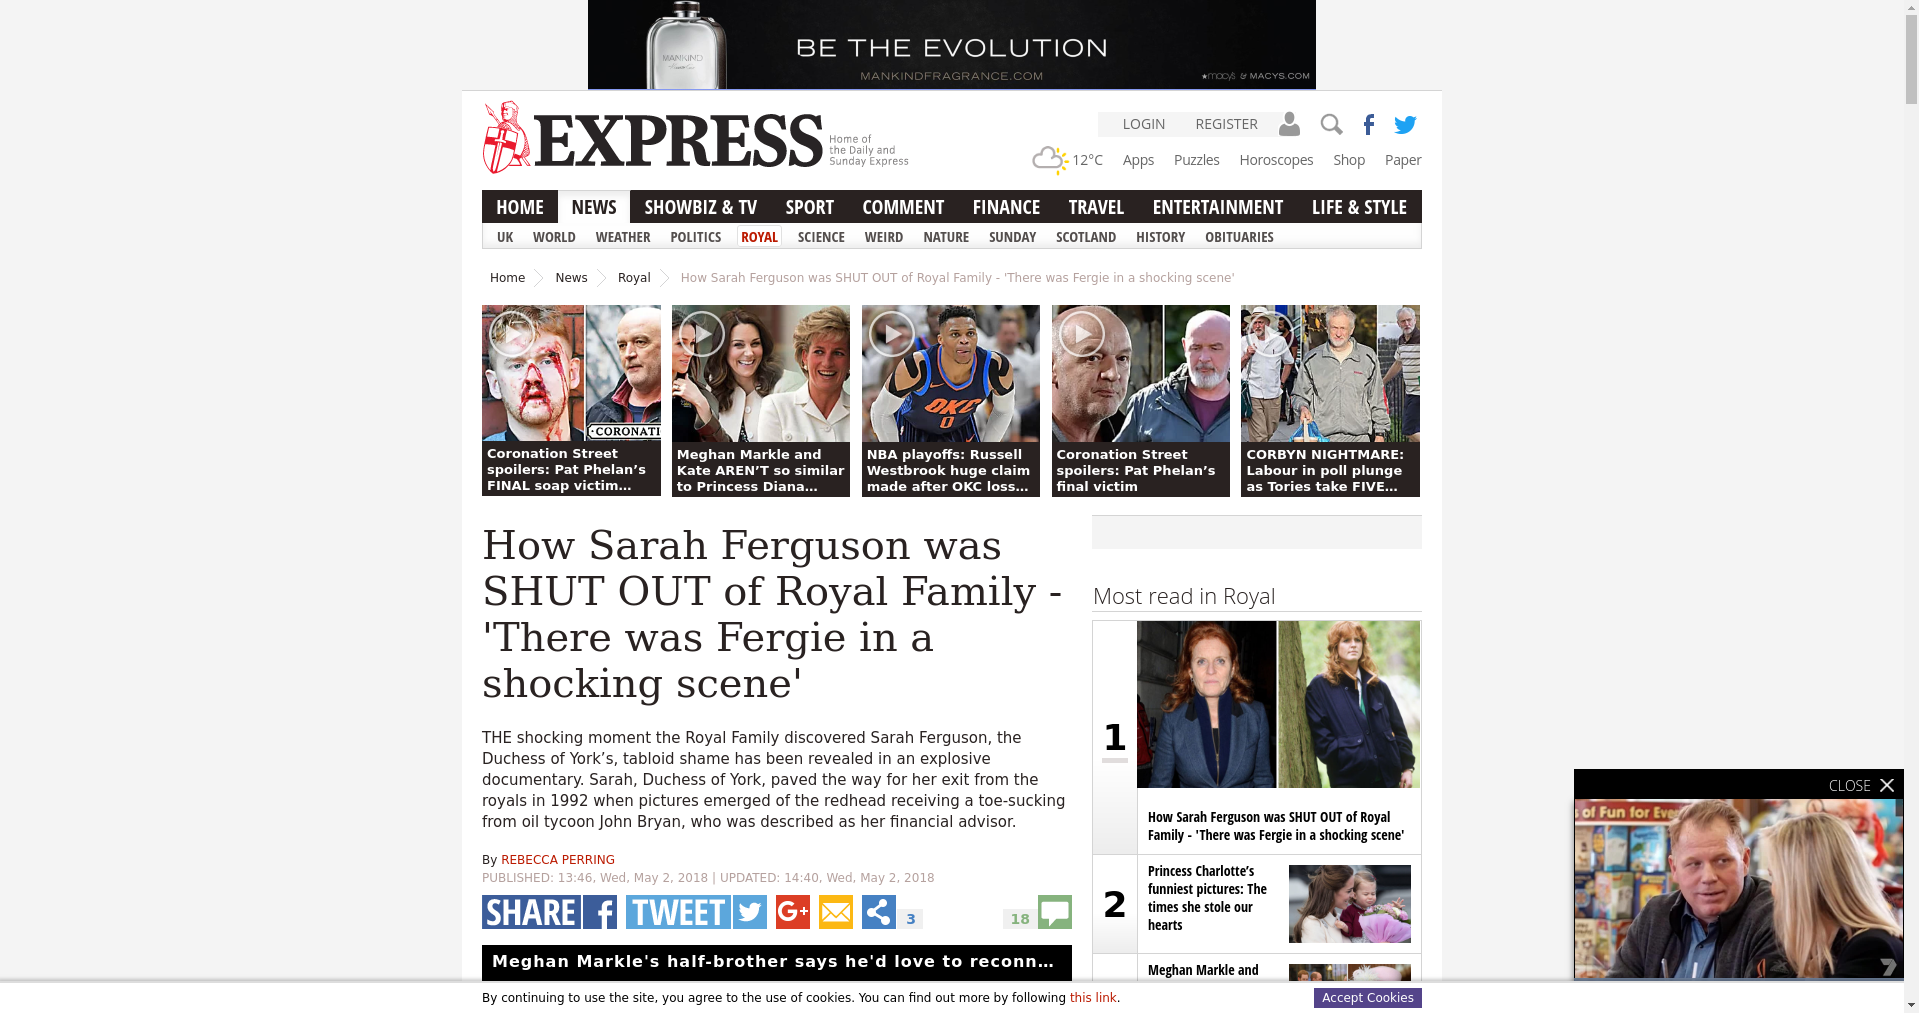 MANKIND
BE THE EVOLUTION
MANKINDFRAGRANCE.COM
★macy's & MACYS.COM
EXPRESS
Home of
the Daily and
Sunday Express
LOGIN REGISTER
12°C Apps Puzzles Horoscopes Shop Paper
HOME NEWS SHOWBIZ & TV SPORT COMMENT FINANCE TRAVEL ENTERTAINMENT LIFE & STYLE
UK WORLD WEATHER POLITICS ROYAL SCIENCE WEIRD NATURE SUNDAY SCOTLAND HISTORY OBITUARIES
Home News Royal How Sarah Ferguson was SHUT OUT of Royal Family - 'There was Fergie in a shocking scene'
·CORONATI
Coronation Street
spoilers: Pat Phelan’s
FINAL soap victim…
Meghan Markle and
Kate AREN’T so similar
to Princess Diana…
OKC
0
NBA playoffs: Russell
Westbrook huge claim
made after OKC loss…
Coronation Street
spoilers: Pat Phelan’s
final victim
CORBYN NIGHTMARE:
Labour in poll plunge
as Tories take FIVE…
How Sarah Ferguson was
SHUT OUT of Royal Family -
'There was Fergie in a
shocking scene'
THE shocking moment the Royal Family discovered Sarah Ferguson, the
Duchess of York’s, tabloid shame has been revealed in an explosive
documentary. Sarah, Duchess of York, paved the way for her exit from the
royals in 1992 when pictures emerged of the redhead receiving a toe-sucking
from oil tycoon John Bryan, who was described as her financial advisor.
By REBECCA PERRING
PUBLISHED: 13:46, Wed, May 2, 2018 | UPDATED: 14:40, Wed, May 2, 2018
SHARE f TWEET G+ 3 18
Meghan Markle's half-brother says he'd love to reconn…
Most read in Royal
1
How Sarah Ferguson was SHUT OUT of Royal
Family - 'There was Fergie in a shocking scene'
2
Princess Charlotte’s
funniest pictures: The
times she stole our
hearts
Meghan Markle and
CLOSE
s of Fun for Eve
7
By continuing to use the site, you agree to the use of cookies. You can find out more by following this link.
Accept Cookies